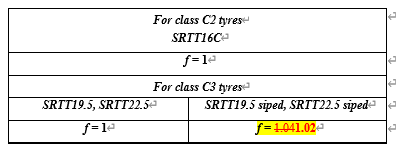 For class C2 tyres
SRTT16C
f = 1
For class C3 tyres
SRTT19.5, SRTT22.5
SRTT19.5 siped, SRTT22.5 siped
f = 1
f = 1.041.02